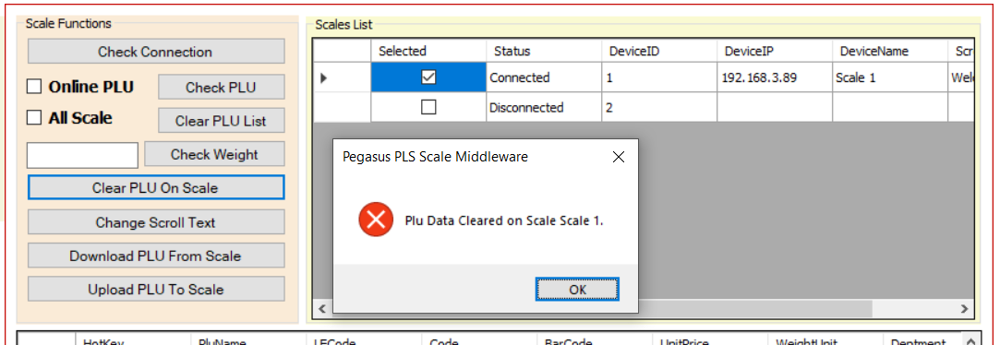 Scale Functions
Check Connection
Online PLU
Check PLU
All Scale
Clear PLU List
Check Weight
Clear PLU On Scale
Change Scroll Text
Download PLU From Scale
Upload PLU To Scale
Scales List
Selected Status DeviceID DeviceIP DeviceName Scr
Connected 1 192.168.3.89 Scale 1 Wel
Disconnected 2
Pegasus PLS Scale Middleware
Plu Data Cleared on Scale Scale 1.
OK
HotKey PluName LFCode Code BarCode UnitPrice WeightUnit Deptment